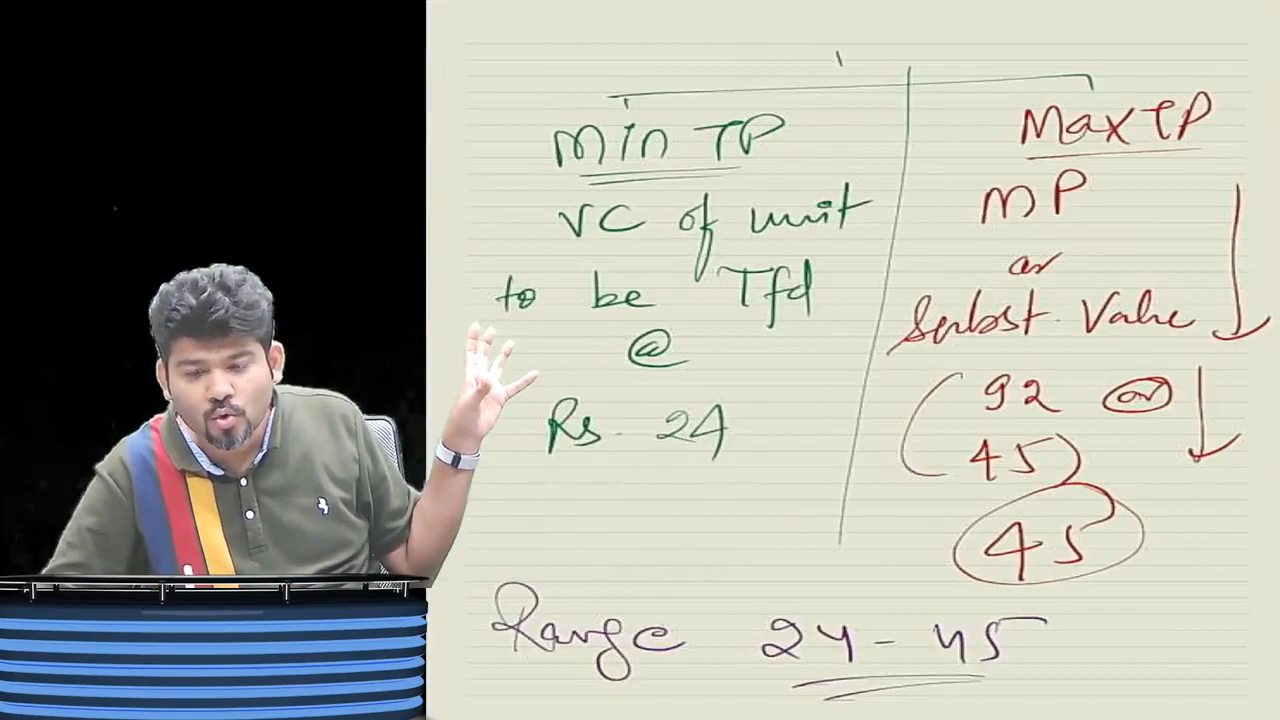 Min TP
VC of unit
to be Tfd
@
Rs. 24
Max TP
MP
or
Subst. Value
(92 or
45)
45
Range 24 - 45